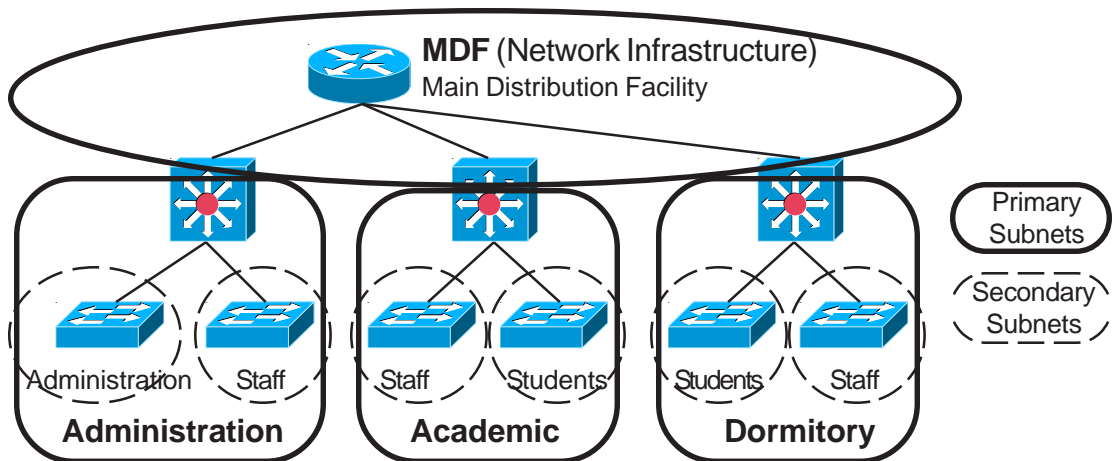 MDF (Network Infrastructure)
Main Distribution Facility
Primary
Subnets
Secondary
Subnets
Administration
Staff
Staff
Students
Students
Staff
Administration
Academic
Dormitory